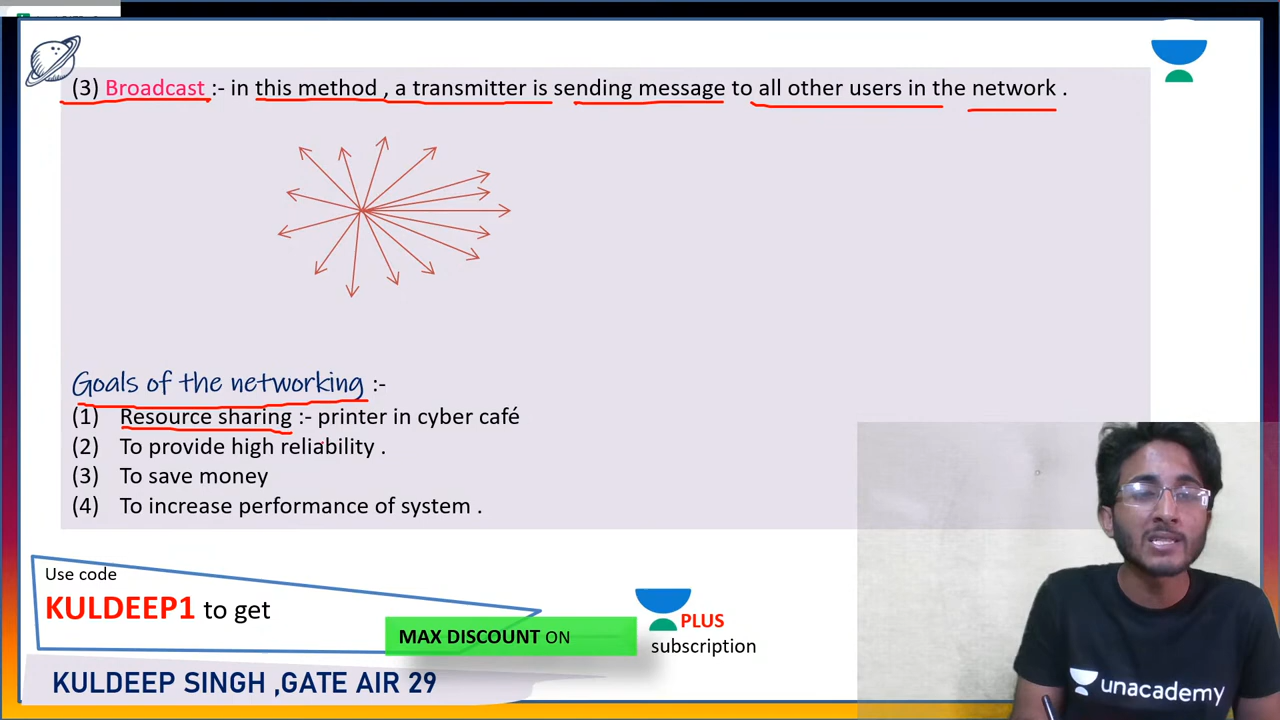 (3) Broadcast :- in this method , a transmitter is sending message to all other users in the network .
Goals of the networking :-
(1) Resource sharing :- printer in cyber café
(2) To provide high reliability .
(3) To save money
(4) To increase performance of system .
Use code
KULDEEP1 to get
MAX DISCOUNT ON
PLUS
subscription
KULDEEP SINGH ,GATE AIR 29
unacademy